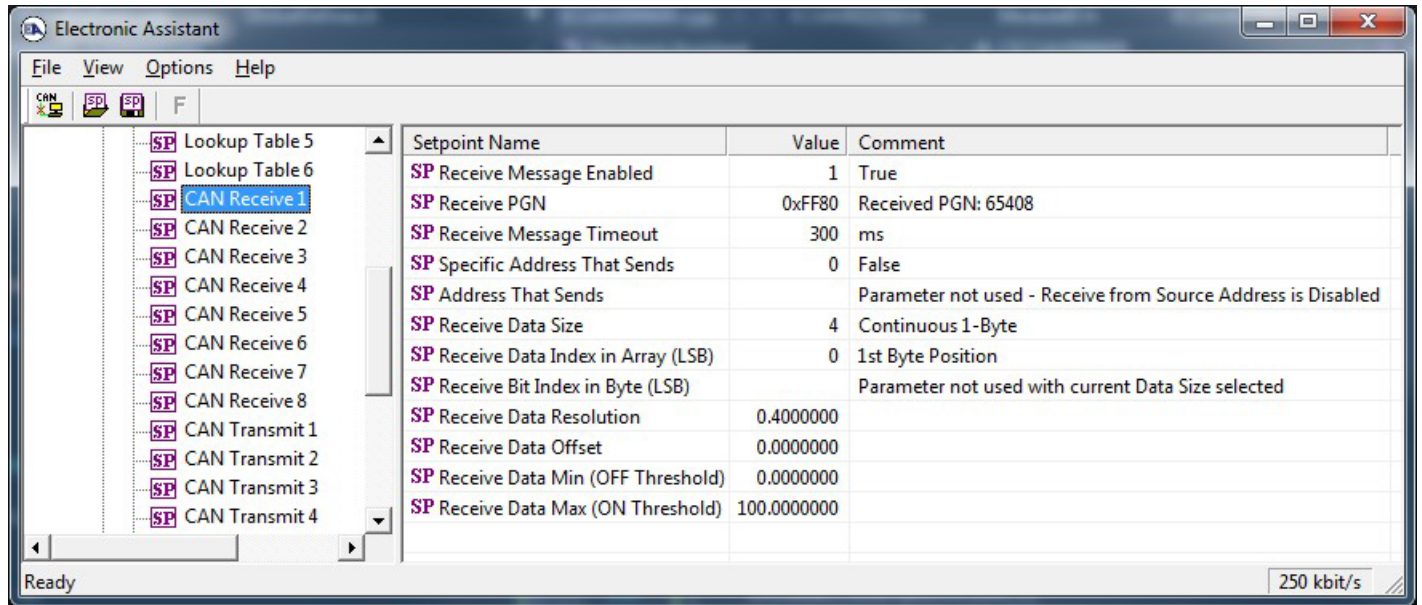 Electronic Assistant
File View Options Help
CAN SP SP F
SP Lookup Table 5
SP Lookup Table 6
SP CAN Receive 1
SP CAN Receive 2
SP CAN Receive 3
SP CAN Receive 4
SP CAN Receive 5
SP CAN Receive 6
SP CAN Receive 7
SP CAN Receive 8
SP CAN Transmit 1
SP CAN Transmit 2
SP CAN Transmit 3
SP CAN Transmit 4
Setpoint Name Value Comment
SP Receive Message Enabled 1 True
SP Receive PGN 0xFF80 Received PGN: 65408
SP Receive Message Timeout 300 ms
SP Specific Address That Sends 0 False
SP Address That Sends Parameter not used - Receive from Source Address is Disabled
SP Receive Data Size 4 Continuous 1-Byte
SP Receive Data Index in Array (LSB) 0 1st Byte Position
SP Receive Bit Index in Byte (LSB) Parameter not used with current Data Size selected
SP Receive Data Resolution 0.4000000
SP Receive Data Offset 0.0000000
SP Receive Data Min (OFF Threshold) 0.0000000
SP Receive Data Max (ON Threshold) 100.0000000
Ready 250 kbit/s